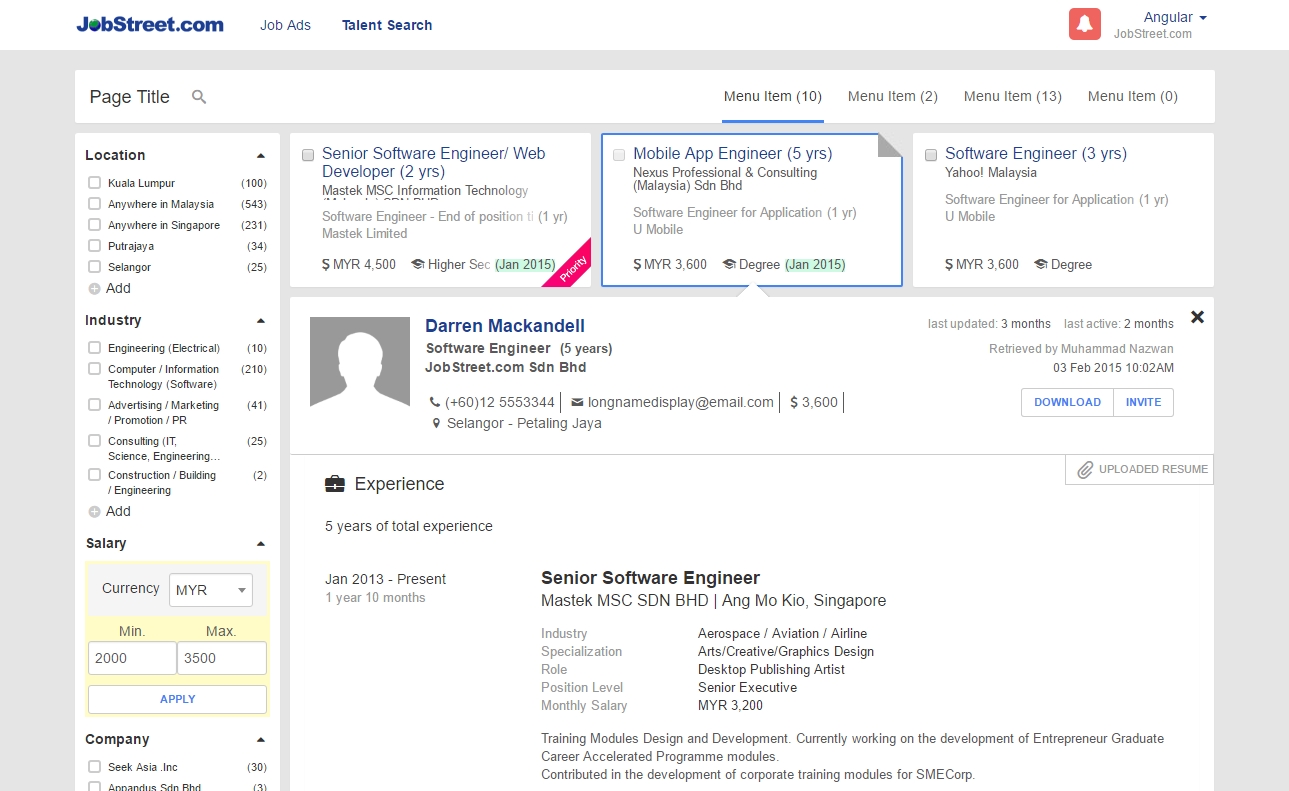 JobStreet.com
Job Ads
Talent Search
Angular
JobStreet.com
Page Title
Menu Item (10)
Menu Item (2)
Menu Item (13)
Menu Item (0)
Location
Kuala Lumpur (100)
Anywhere in Malaysia (543)
Anywhere in Singapore (231)
Putrajaya (34)
Selangor (25)
Add
Industry
Engineering (Electrical) (10)
Computer / Information (210)
Technology (Software)
Advertising / Marketing (41)
/ Promotion / PR
Consulting (IT, (25)
Science, Engineering...
Construction / Building (2)
/ Engineering
Add
Salary
Currency MYR
Min. Max.
2000 3500
APPLY
Company
Seek Asia .Inc (30)
Appandus Sdn Bhd (3)
Senior Software Engineer/ Web
Developer (2 yrs)
Mastek MSC Information Technology
Software Engineer - End of position ti (1 yr)
Mastek Limited
$ MYR 4,500 Higher Sec (Jan 2015)
Priority
Mobile App Engineer (5 yrs)
Nexus Professional & Consulting
(Malaysia) Sdn Bhd
Software Engineer for Application (1 yr)
U Mobile
$ MYR 3,600 Degree (Jan 2015)
Software Engineer (3 yrs)
Yahoo! Malaysia
Software Engineer for Application (1 yr)
U Mobile
$ MYR 3,600 Degree
Darren Mackandell
Software Engineer (5 years)
JobStreet.com Sdn Bhd
(+60)12 5553344 longnamedisplay@email.com $ 3,600
Selangor - Petaling Jaya
last updated: 3 months last active: 2 months
Retrieved by Muhammad Nazwan
03 Feb 2015 10:02AM
DOWNLOAD INVITE
UPLOADED RESUME
Experience
5 years of total experience
Jan 2013 - Present
1 year 10 months
Senior Software Engineer
Mastek MSC SDN BHD | Ang Mo Kio, Singapore
Industry Aerospace / Aviation / Airline
Specialization Arts/Creative/Graphics Design
Role Desktop Publishing Artist
Position Level Senior Executive
Monthly Salary MYR 3,200
Training Modules Design and Development. Currently working on the development of Entrepreneur Graduate
Career Accelerated Programme modules.
Contributed in the development of corporate training modules for SMECorp.